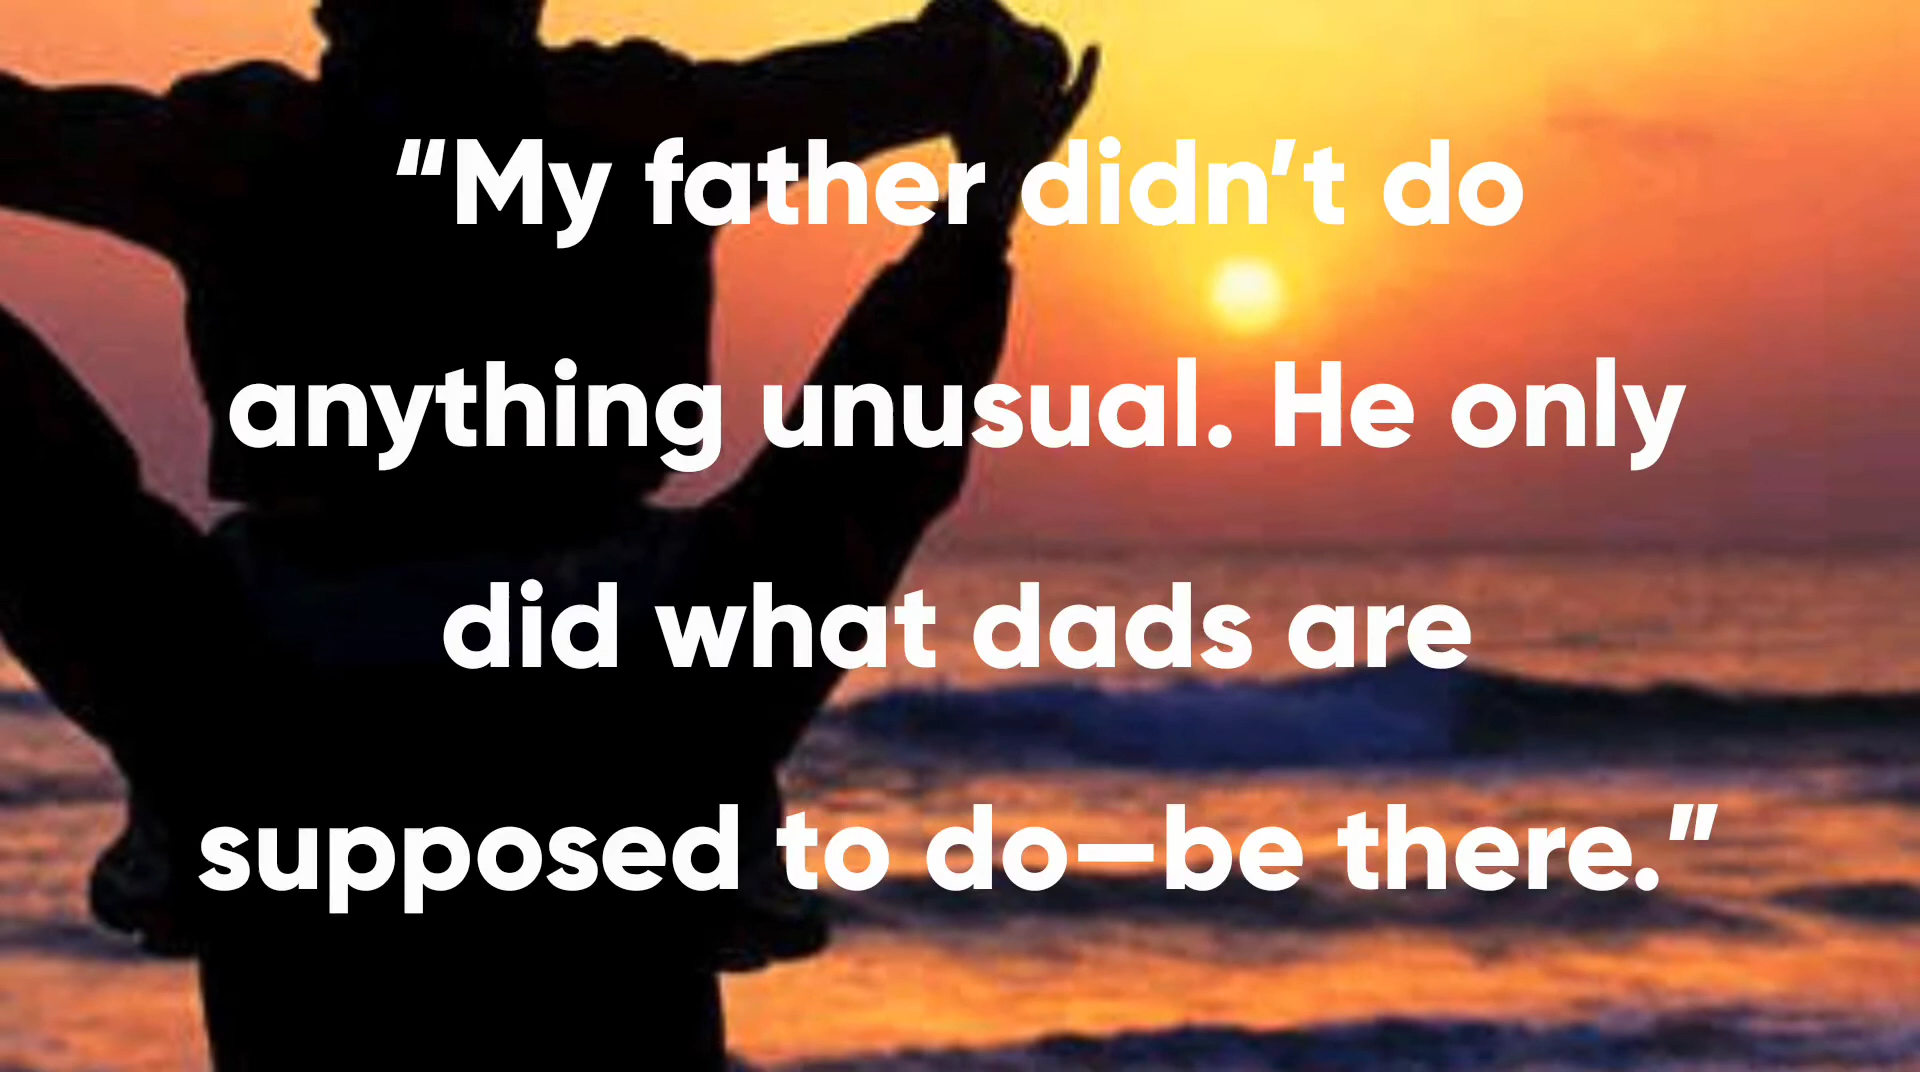 “My father didn’t do
anything unusual. He only
did what dads are
supposed to do—be there.”